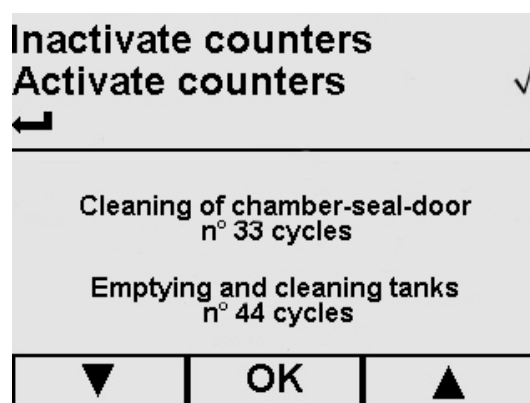 Inactivate counters
Activate counters √
Cleaning of chamber-seal-door
n° 33 cycles
Emptying and cleaning tanks
n° 44 cycles
▼ OK ▲